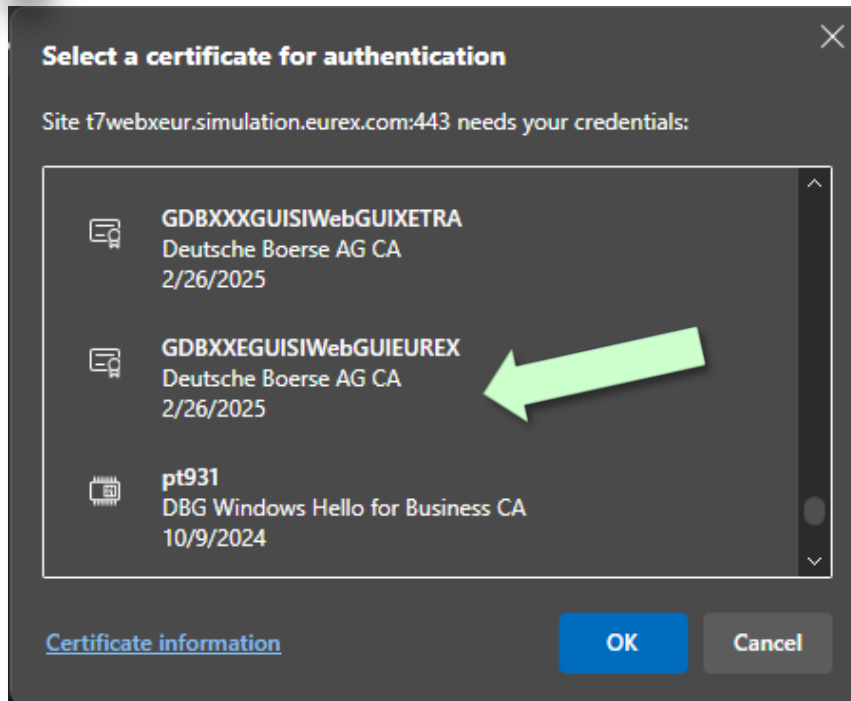 Select a certificate for authentication
Site t7webxeur.simulation.eurex.com:443 needs your credentials:
GDBXXXGUISIWebGUIXETRA
Deutsche Boerse AG CA
2/26/2025
GDBXXEGUISIWebGUIEUREX
Deutsche Boerse AG CA
2/26/2025
pt931
DBG Windows Hello for Business CA
10/9/2024
Certificate information
OK
Cancel